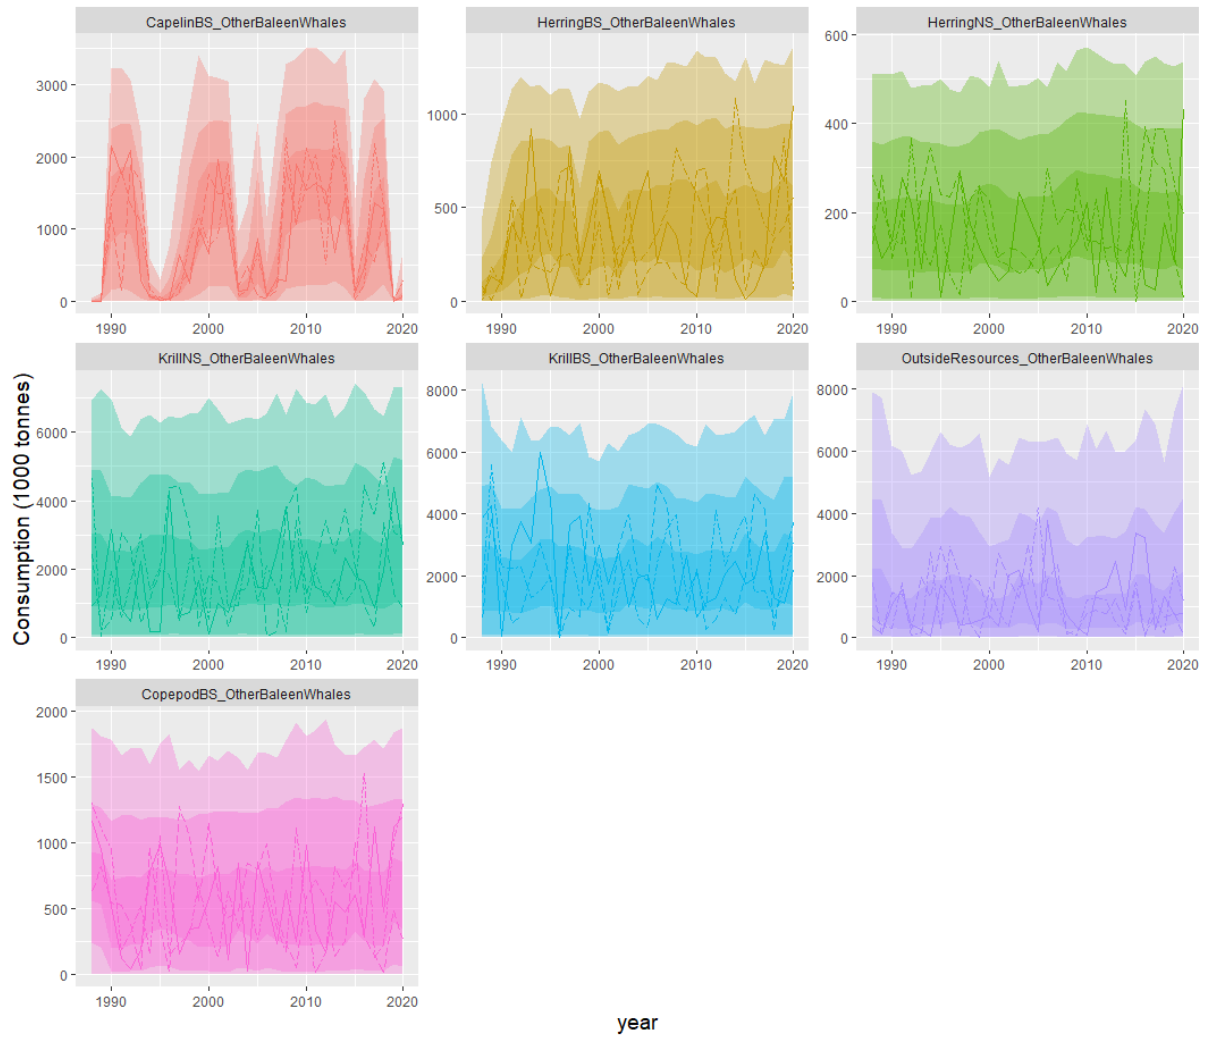 CapelinBS_OtherBaleenWhales
HerringBS_OtherBaleenWhales
HerringNS_OtherBaleenWhales
3000
2000
1000
0
1000
500
0
600
400
200
0
1990 2000 2010 2020
1990 2000 2010 2020
1990 2000 2010 2020
KrillNS_OtherBaleenWhales
KrillBS_OtherBaleenWhales
OutsideResources_OtherBaleenWhales
Consumption (1000 tonnes)
6000
4000
2000
0
8000
6000
4000
2000
0
8000
6000
4000
2000
0
1990 2000 2010 2020
1990 2000 2010 2020
1990 2000 2010 2020
CopepodBS_OtherBaleenWhales
2000
1500
1000
500
0
1990 2000 2010 2020
year